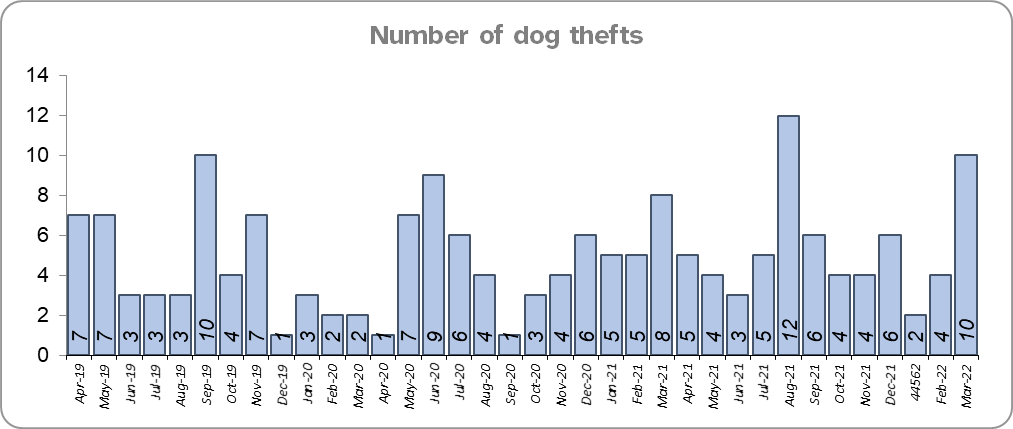 Number of dog thefts
14
12
10
8
6
4
2
0
7 7 3 3 3 10 4 7 1 3 2 2 1 7 9 6 4 1 3 4 6 5 5 8 5 4 3 5 12 6 4 4 6 2 4 10
Apr-19 May-19 Jun-19 Jul-19 Aug-19 Sep-19 Oct-19 Nov-19 Dec-19 Jan-20 Feb-20 Mar-20 Apr-20 May-20 Jun-20 Jul-20 Aug-20 Sep-20 Oct-20 Nov-20 Dec-20 Jan-21 Feb-21 Mar-21 Apr-21 May-21 Jun-21 Jul-21 Aug-21 Sep-21 Oct-21 Nov-21 Dec-21 44562 Feb-22 Mar-22